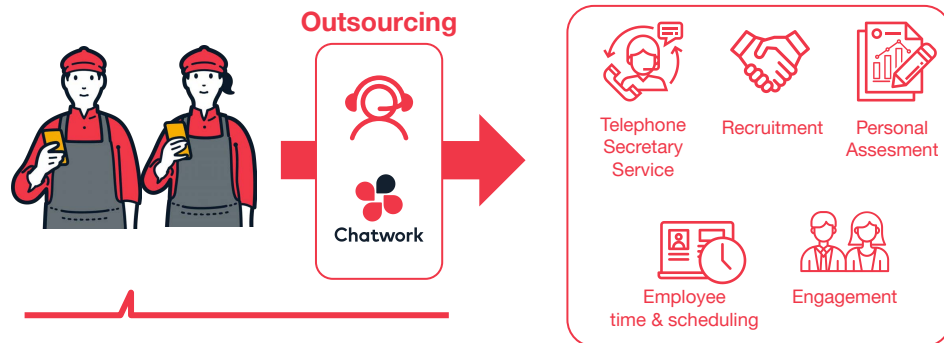 Outsourcing
Chatwork
Telephone
Secretary
Service
Recruitment
Personal
Assesment
Employee
time & scheduling
Engagement